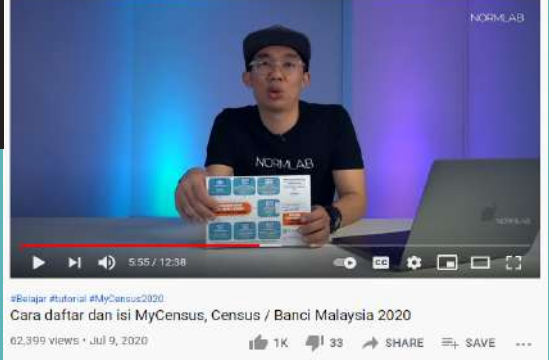 NORMLAB
NORMLAB
NORMLAB
5:55 / 12:38
CC
#Belajar #tutorial #MyCensus2020
Cara daftar dan isi MyCensus, Census / Banci Malaysia 2020
62,399 views • Jul 9, 2020
1K 33 SHARE SAVE